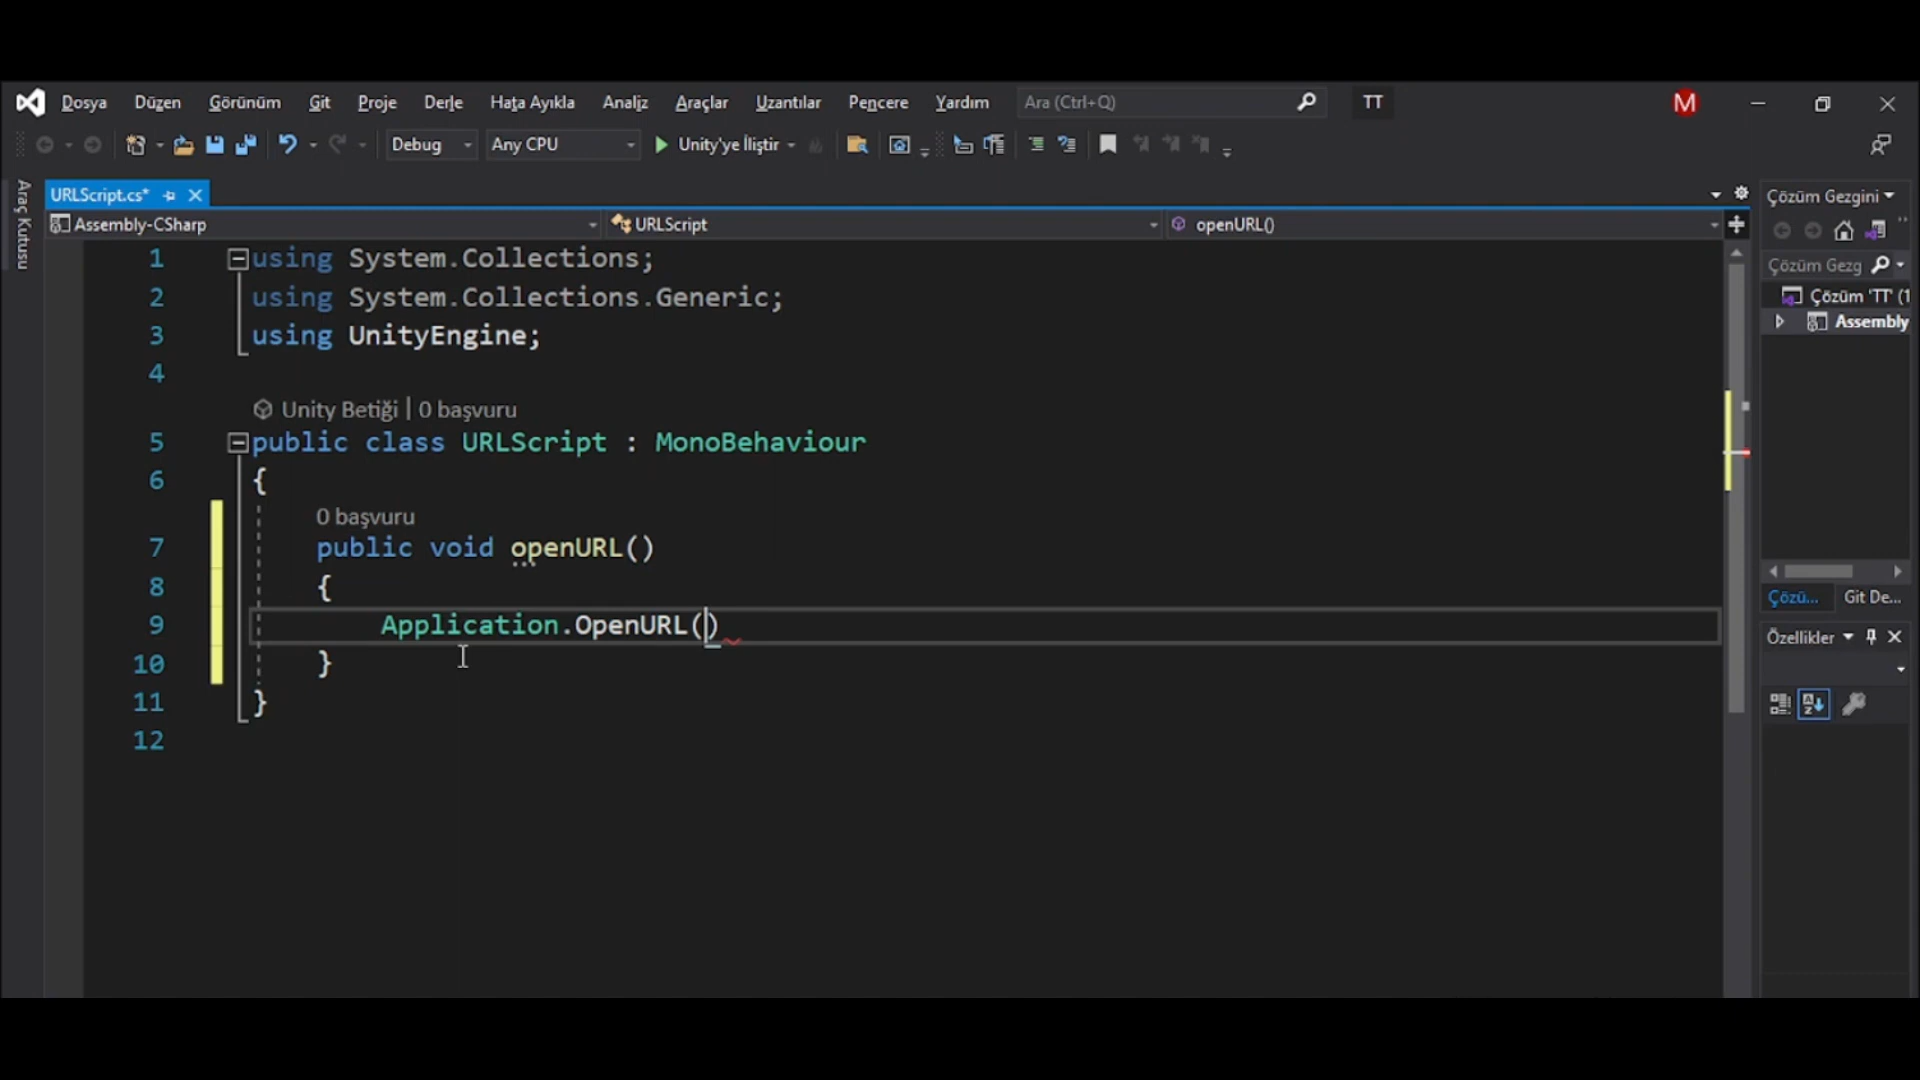 Dosya Düzen Görünüm Git Proje Derle Hata Ayıkla Analiz Araçlar Uzantılar Pencere Yardım Ara (Ctrl+Q) TT M
Debug Any CPU Unity'ye İliştir
Araç Kutusu
URLScript.cs*
Assembly-CSharp URLScript openURL()
1 using System.Collections;
2 using System.Collections.Generic;
3 using UnityEngine;
4
Unity Betiği | 0 başvuru
5 public class URLScript : MonoBehaviour
6 {
0 başvuru
7 public void openURL()
8 {
9 Application.OpenURL()
10 }
11 }
12
Çözüm Gezgini
Çözüm Gezg
Çözüm 'TT' (1
Assembly
Çözü... Git De...
Özellikler